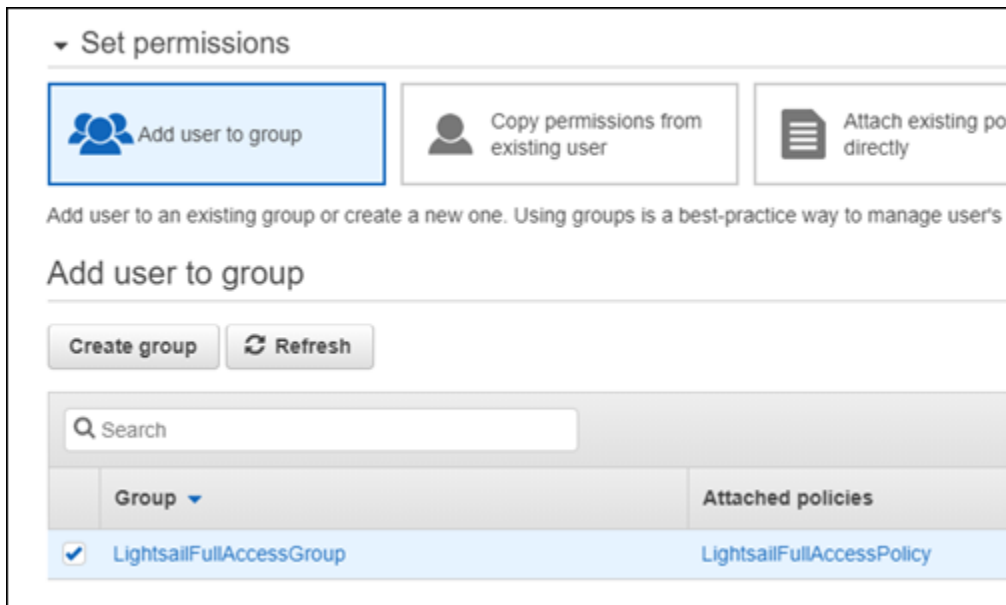 Set permissions
Add user to group
Copy permissions from
existing user
Attach existing
directly
Add user to an existing group or create a new one. Using groups is a best-practice way to manage user's
Add user to group
Create group
Refresh
Search
Group
Attached policies
LightsailFullAccessGroup
LightsailFullAccessPolicy